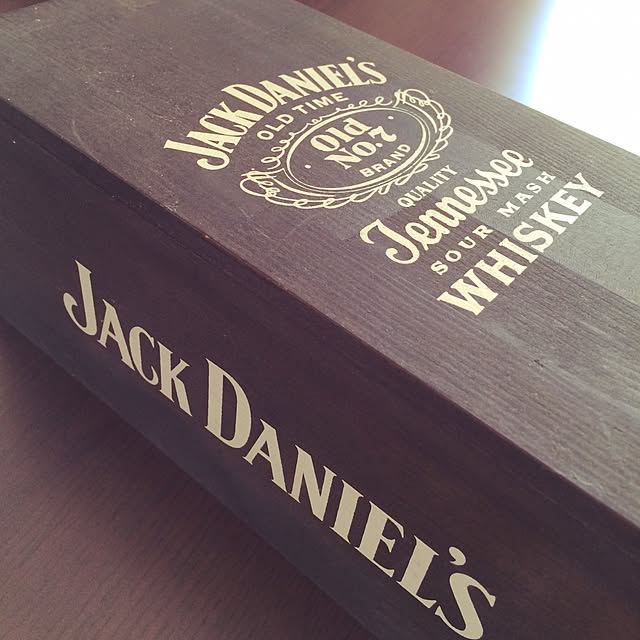 JACK DANIEL'S
OLD TIME
Old
No. 7
BRAND
QUALITY
Tennessee
SOUR MASH
WHISKEY
JACK DANIEL'S